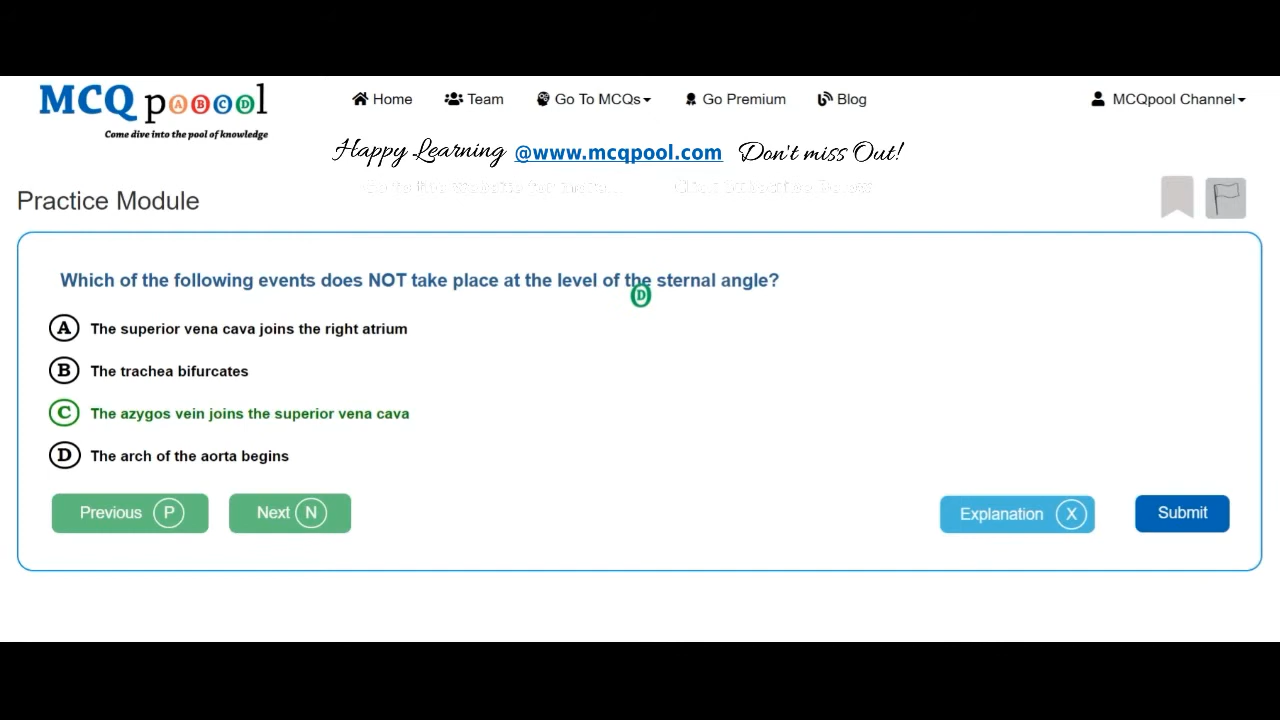 MCQ pooool
Come dive into the pool of knowledge
Home Team Go To MCQs Go Premium Blog MCQpool Channel
Happy Learning @www.mcqpool.com Don't miss Out!
Practice Module
Which of the following events does NOT take place at the level of the sternal angle?
D
A The superior vena cava joins the right atrium
B The trachea bifurcates
C The azygos vein joins the superior vena cava
D The arch of the aorta begins
Previous P Next N Explanation X Submit